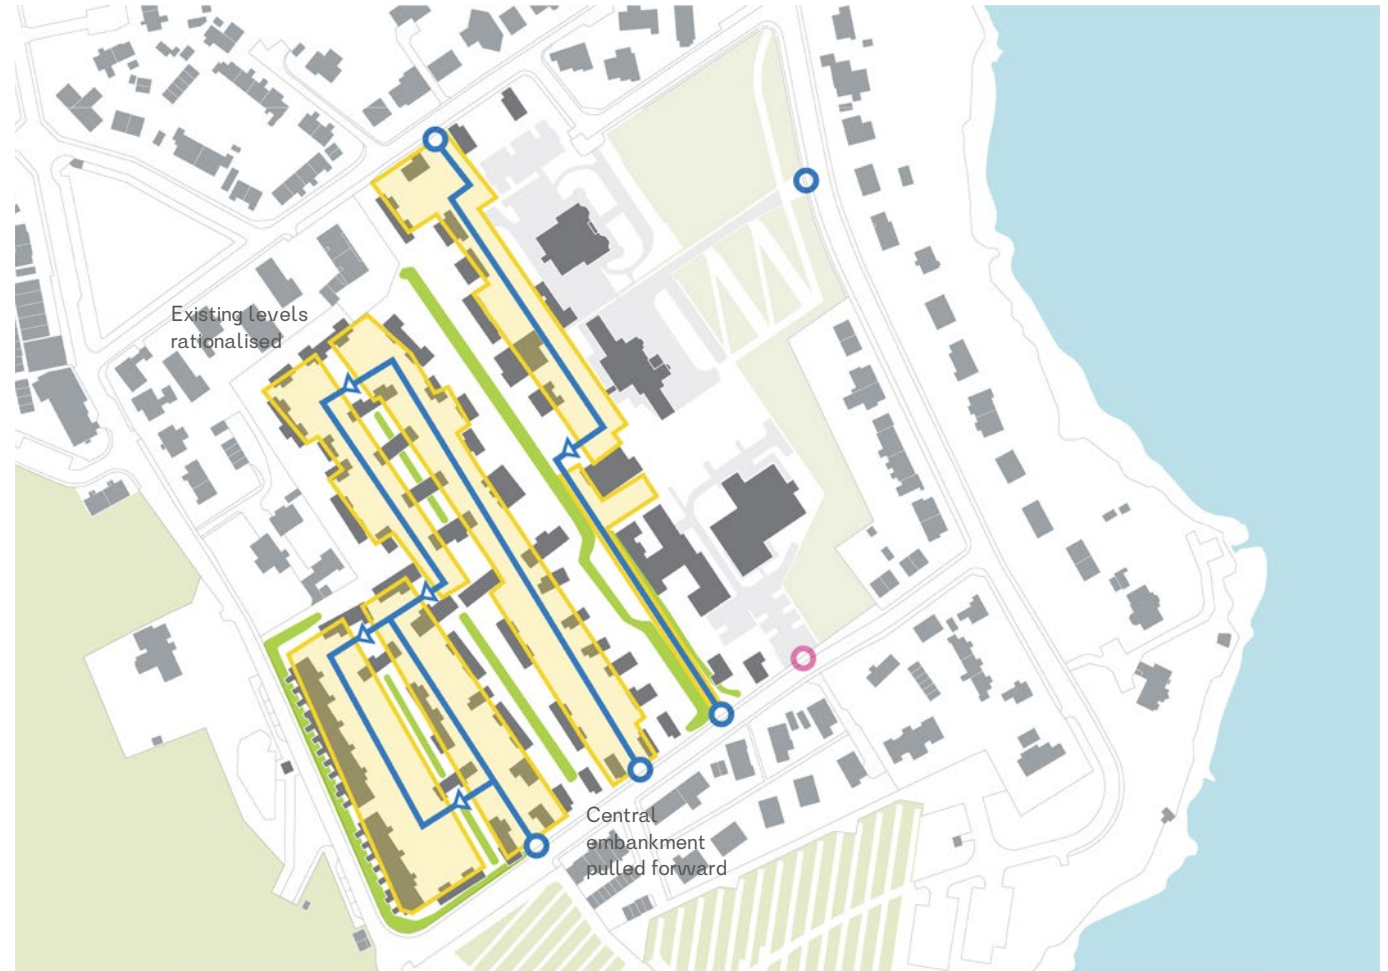 Existing levels
rationalised
Central
embankment
pulled forward